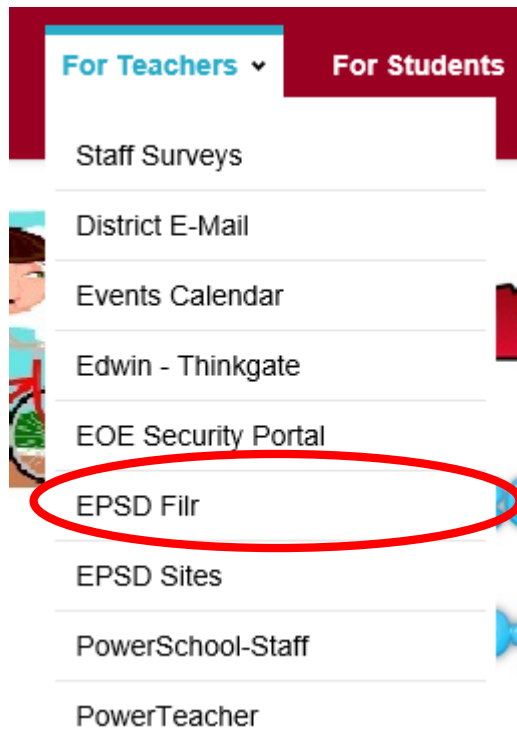 For Teachers For Students
Staff Surveys
District E-Mail
Events Calendar
Edwin - Thinkgate
EOE Security Portal
EPSD Filr
EPSD Sites
PowerSchool-Staff
PowerTeacher